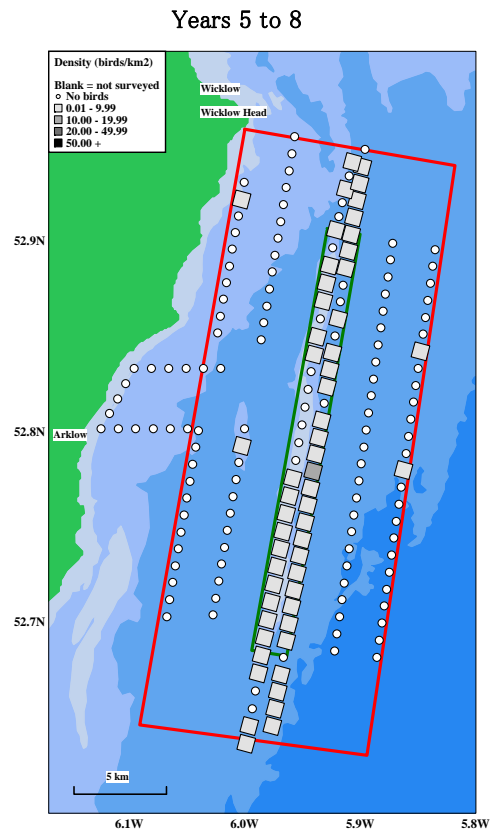 Years 5 to 8
Density (birds/km2)
Blank = not surveyed
No birds
0.01 - 9.99
10.00 - 19.99
20.00 - 49.99
50.00 +
Wicklow
Wicklow Head
52.9N
52.8N
Arklow
52.7N
5 km
6.1W 6.0W 5.9W 5.8W